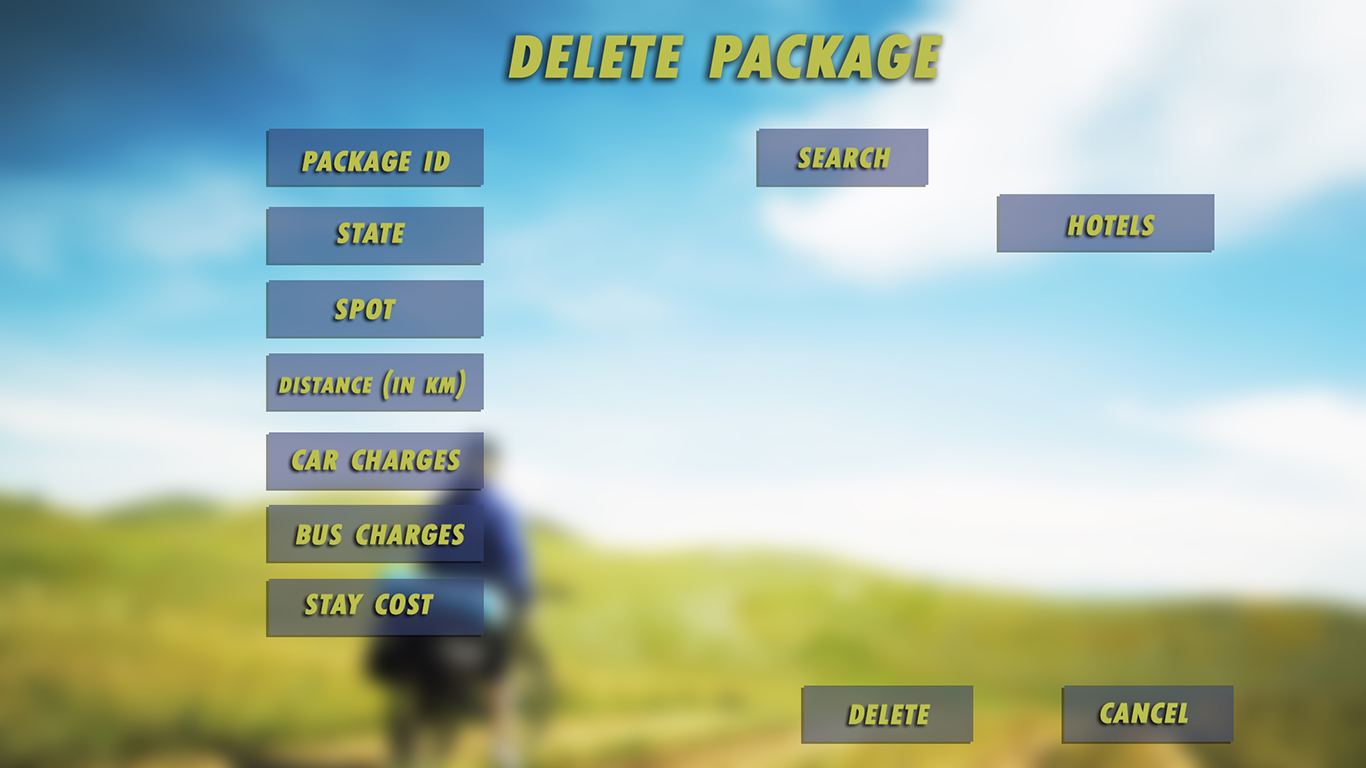 DELETE PACKAGE
PACKAGE ID
SEARCH
STATE
HOTELS
SPOT
DISTANCE (IN KM)
CAR CHARGES
BUS CHARGES
STAY COST
DELETE
CANCEL